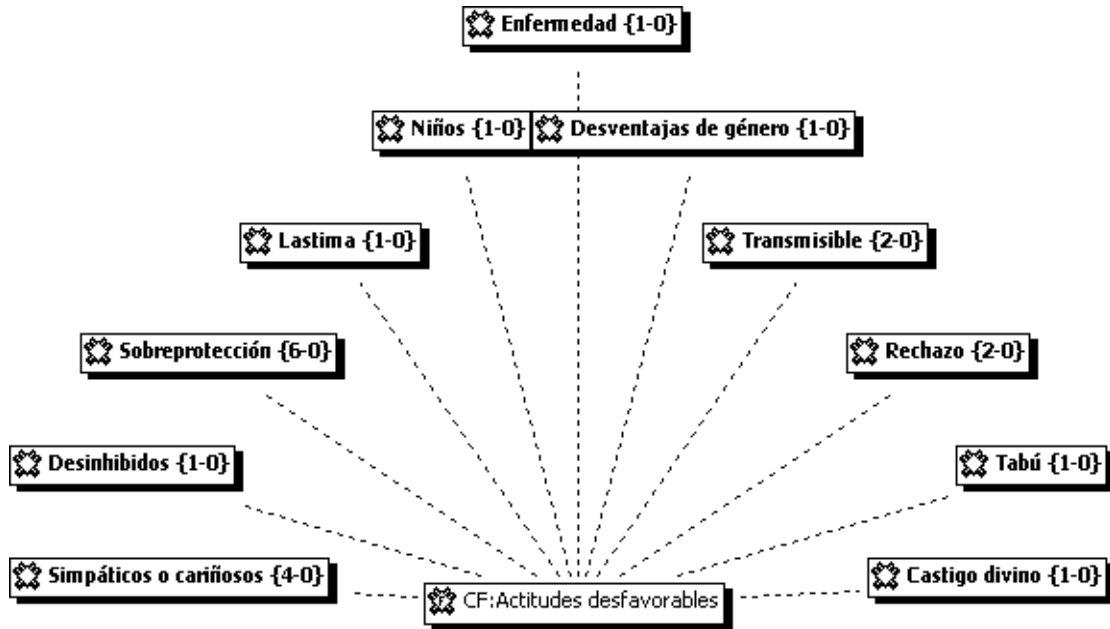 Enfermedad {1-0}
Niños {1-0}
Desventajas de género {1-0}
Lastima {1-0}
Transmisible {2-0}
Sobreprotección {6-0}
Rechazo {2-0}
Desinhibidos {1-0}
Tabú {1-0}
Simpáticos o cariñosos {4-0}
Castigo divino {1-0}
CF:Actitudes desfavorables